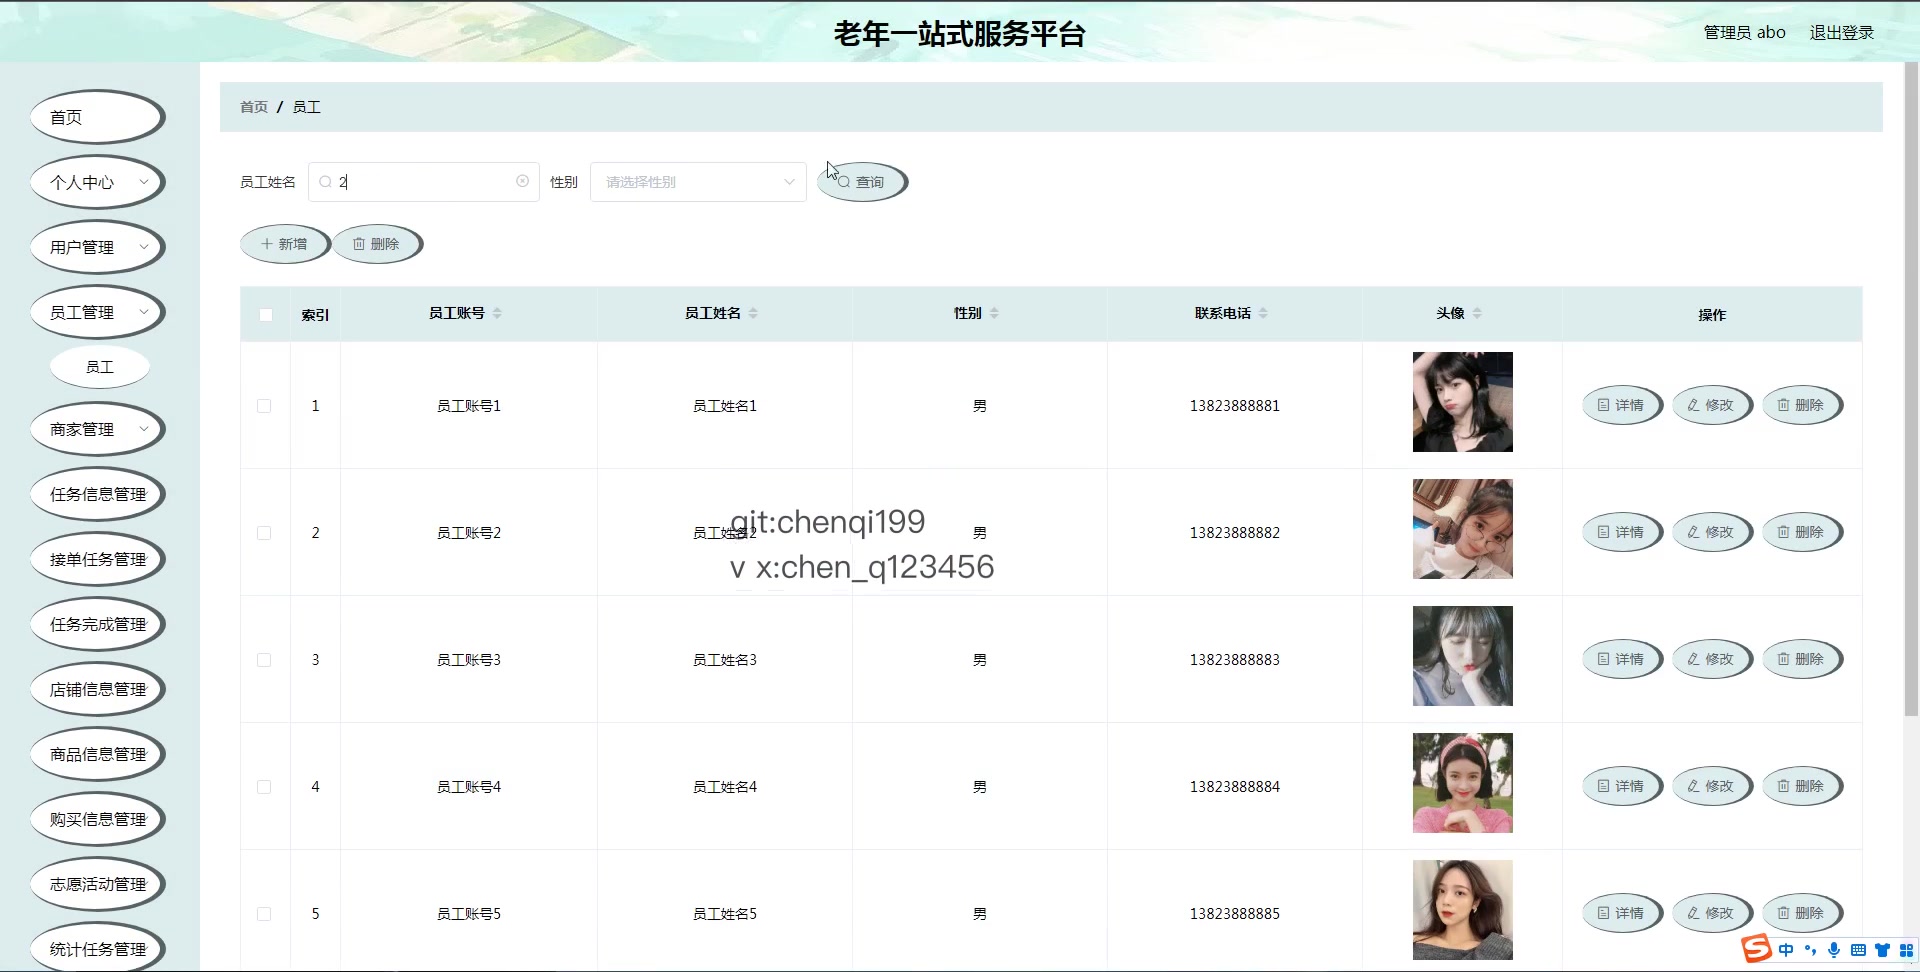 老年一站式服务平台
管理员 abo 退出登录
首页
个人中心
用户管理
员工管理
员工
商家管理
任务信息管理
接单任务管理
任务完成管理
店铺信息管理
商品信息管理
购买信息管理
志愿活动管理
统计任务管理
首页 / 员工
员工姓名 2 性别 请选择性别 查询
新增 删除
索引 员工账号 员工姓名 性别 联系电话 头像 操作
1 员工账号1 员工姓名1 男 13823888881 详情 修改 删除
2 员工账号2 员工姓名2 男 13823888882 详情 修改 删除
git:chenqi199
v x:chen_q123456
3 员工账号3 员工姓名3 男 13823888883 详情 修改 删除
4 员工账号4 员工姓名4 男 13823888884 详情 修改 删除
5 员工账号5 员工姓名5 男 13823888885 详情 修改 删除
中